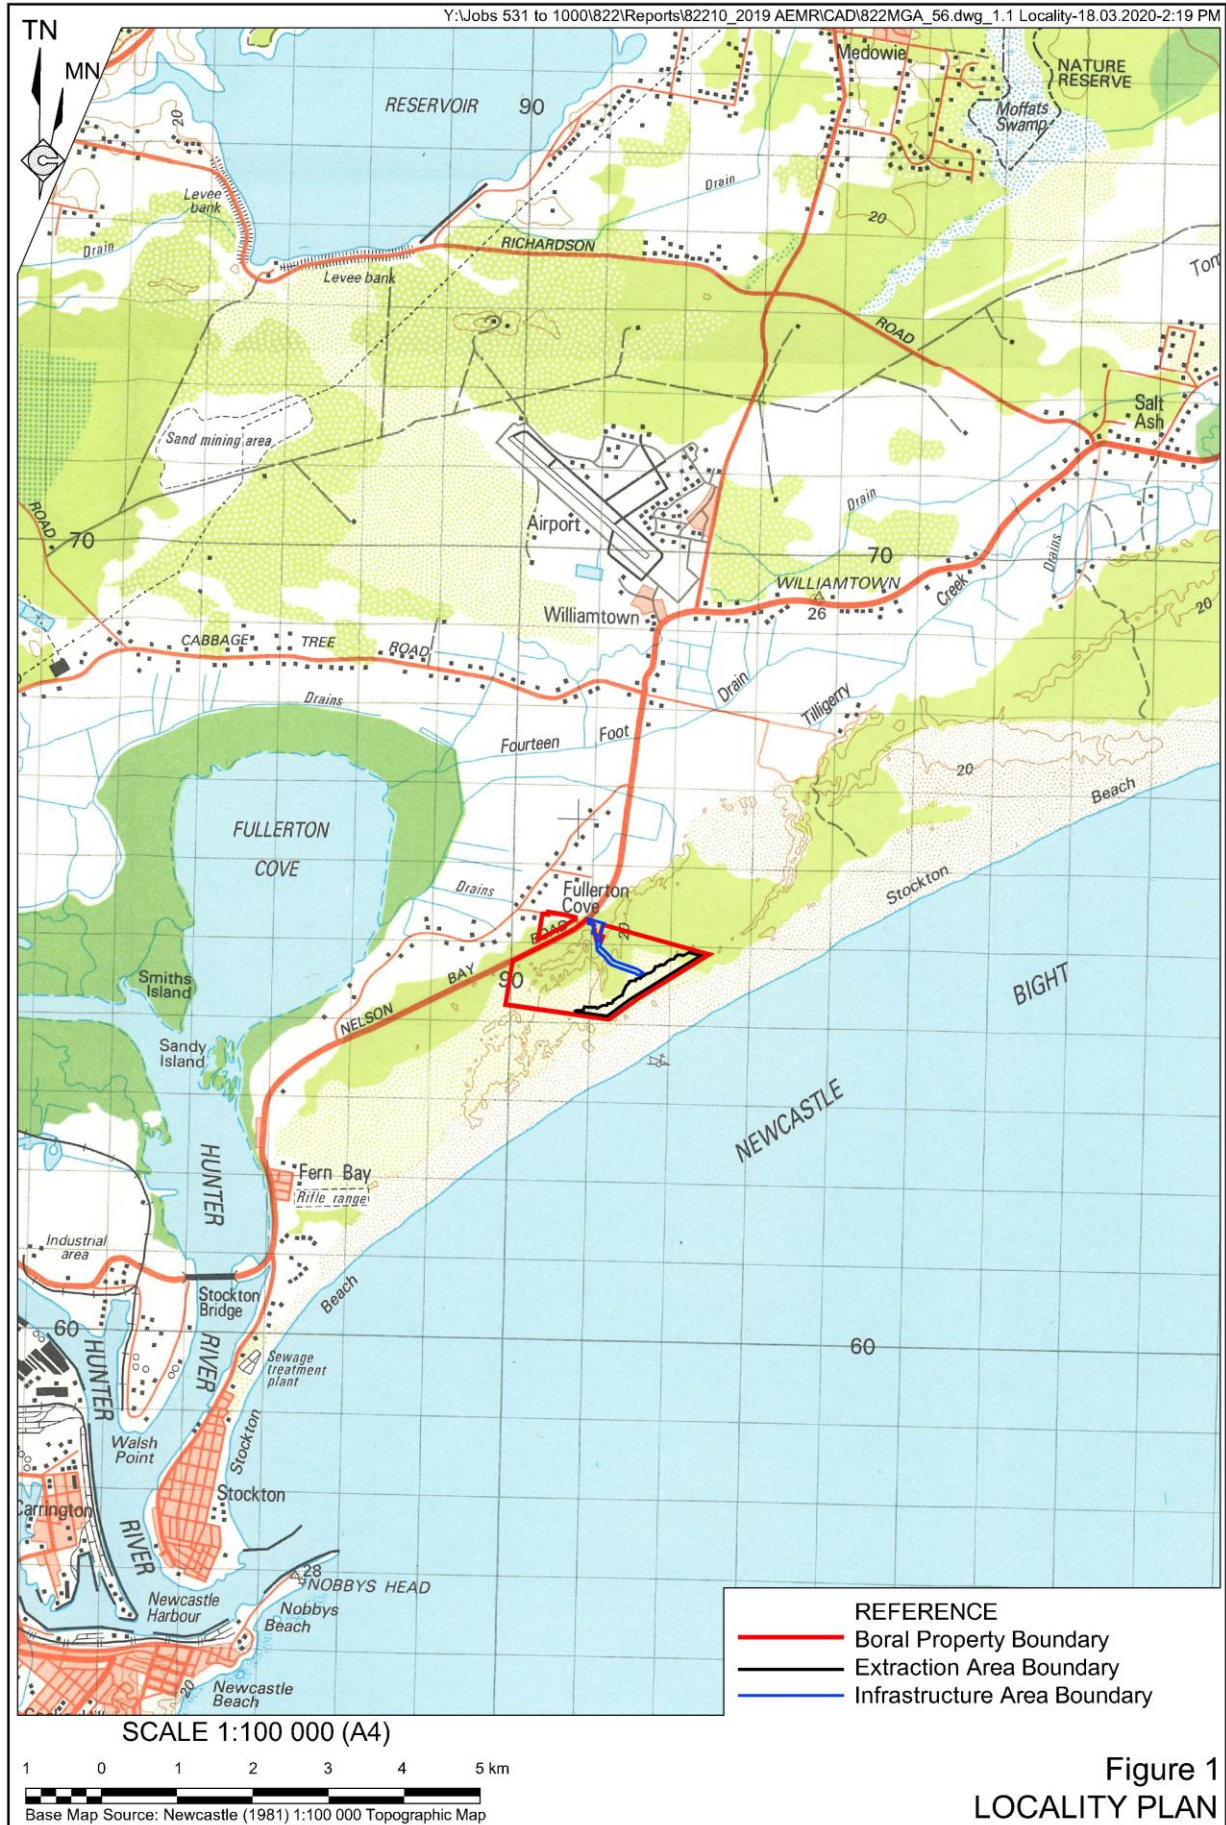 Y:\Jobs 531 to 1000\822\Reports\82210_2019 AEMR\CAD\822MGA_56.dwg_1.1 Locality-18.03.2020-2:19 PM
TN
MN
Medowie
NATURE
RESERVE
RESERVOIR
90
Moffats
Swamp
20
Drain
Levee
bank
20
RICHARDSON
Drain
Levee bank
ROAD
Salt
Ash
Sand mining area
Drain
ROAD
Airport
70
70
Drains
WILLIAMTOWN
Creek
26
20
Williamtown
CABBAGE
TREE
ROAD
Drain
Drains
Tilligerry
Fourteen
Foot
20
Beach
FULLERTON
COVE
Stockton
Drains
Fullerton
Cove
ROAD
20
Smiths
Island
BAY
90
BIGHT
NELSON
Sandy
Island
NEWCASTLE
HUNTER
Fern Bay
Rifle range
Industrial
area
Stockton
Bridge
Beach
60
60
HUNTER
RIVER
Sewage
treatment
plant
Walsh
Point
Stockton
Stockton
Carrington
RIVER
28
NOBBYS HEAD
Newcastle
Harbour
Nobbys
Beach
20
Newcastle
Beach
REFERENCE
Boral Property Boundary
Extraction Area Boundary
Infrastructure Area Boundary
SCALE 1:100 000 (A4)
1 0 1 2 3 4 5 km
Base Map Source: Newcastle (1981) 1:100 000 Topographic Map
Figure 1
LOCALITY PLAN